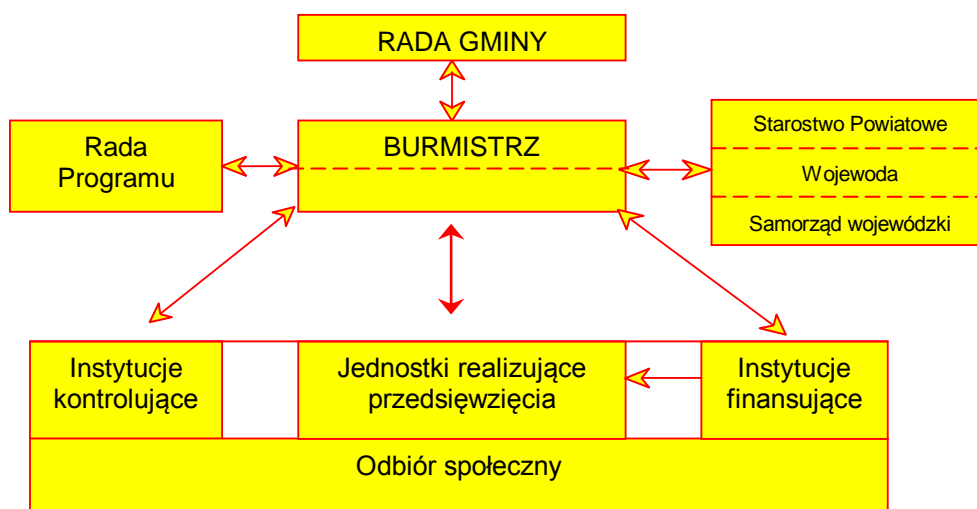 RADA GMINY
Rada
Programu
BURMISTRZ
Starostwo Powiatowe
Wojewoda
Samorząd wojewódzki
Instytucje
kontrolujące
Jednostki realizujące
przedsięwzięcia
Instytucje
finansujące
Odbiór społeczny